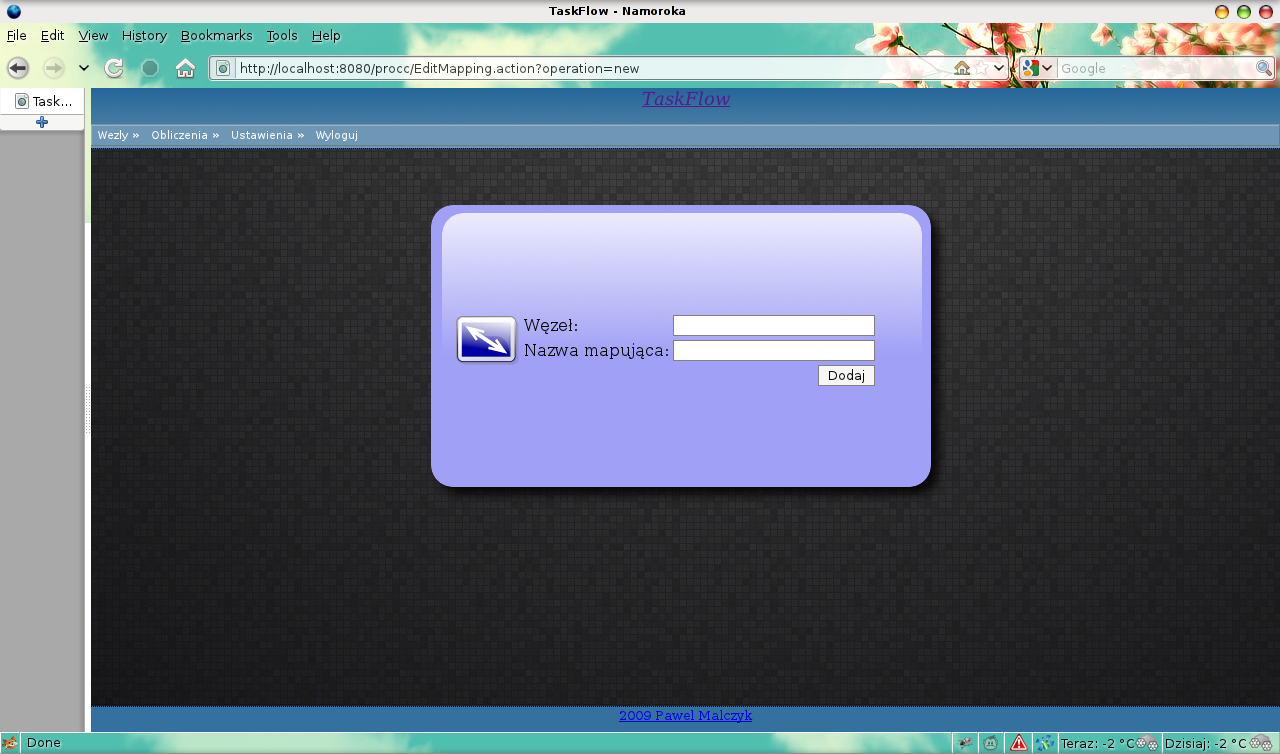 TaskFlow - Namoroka
File Edit View History Bookmarks Tools Help
http://laptop:8080/procc/EditMapping.action?operation=new
Google
Task...
TaskFlow
Wezly » Obliczenia » Ustawienia » Wyloguj
Węzeł:
Nazwa mapująca:
Dodaj
2009 Pawel Malczyk
Done
Teraz: -2 °C
Dzisiaj: -2 °C